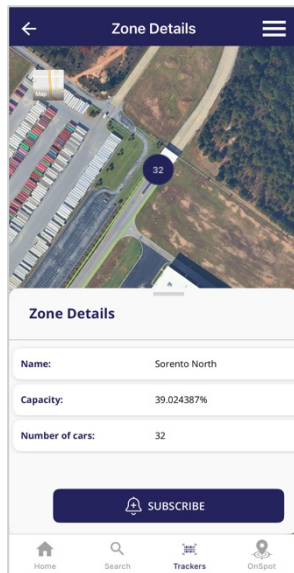 Zone Details
Map
32
Zone Details
Name: Sorento North
Capacity: 39.024387%
Number of cars: 32
SUBSCRIBE
Home Search Trackers OnSpot